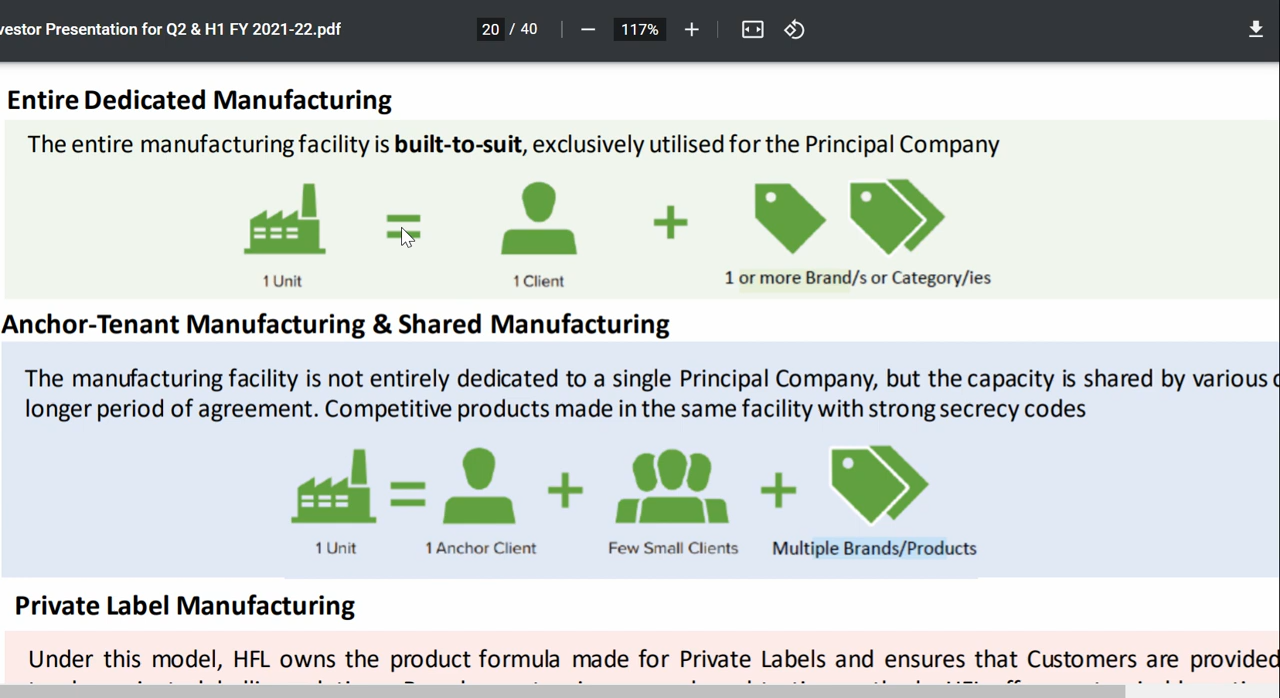 vestor Presentation for Q2 & H1 FY 2021-22.pdf 20 / 40 117%
Entire Dedicated Manufacturing
The entire manufacturing facility is built-to-suit, exclusively utilised for the Principal Company
1 Unit 1 Client 1 or more Brand/s or Category/ies
Anchor-Tenant Manufacturing & Shared Manufacturing
The manufacturing facility is not entirely dedicated to a single Principal Company, but the capacity is shared by various
longer period of agreement. Competitive products made in the same facility with strong secrecy codes
1 Unit 1 Anchor Client Few Small Clients Multiple Brands/Products
Private Label Manufacturing
Under this model, HFL owns the product formula made for Private Labels and ensures that Customers are provided